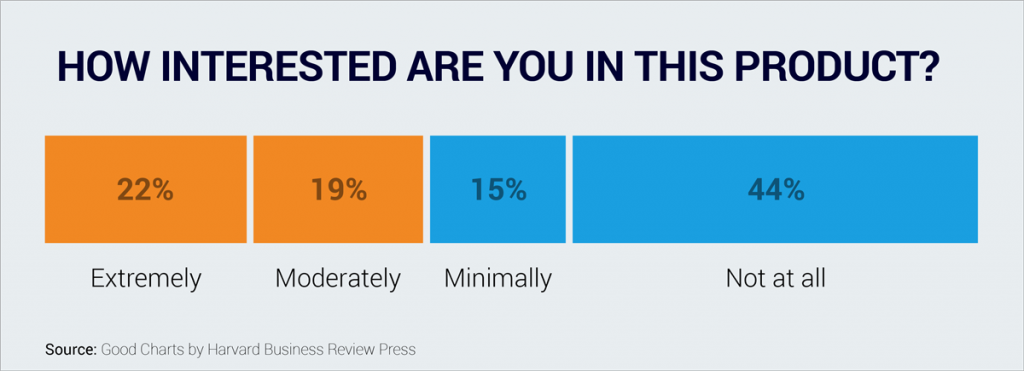 HOW INTERESTED ARE YOU IN THIS PRODUCT?
22% 19% 15% 44%
Extremely Moderately Minimally Not at all
Source: Good Charts by Harvard Business Review Press